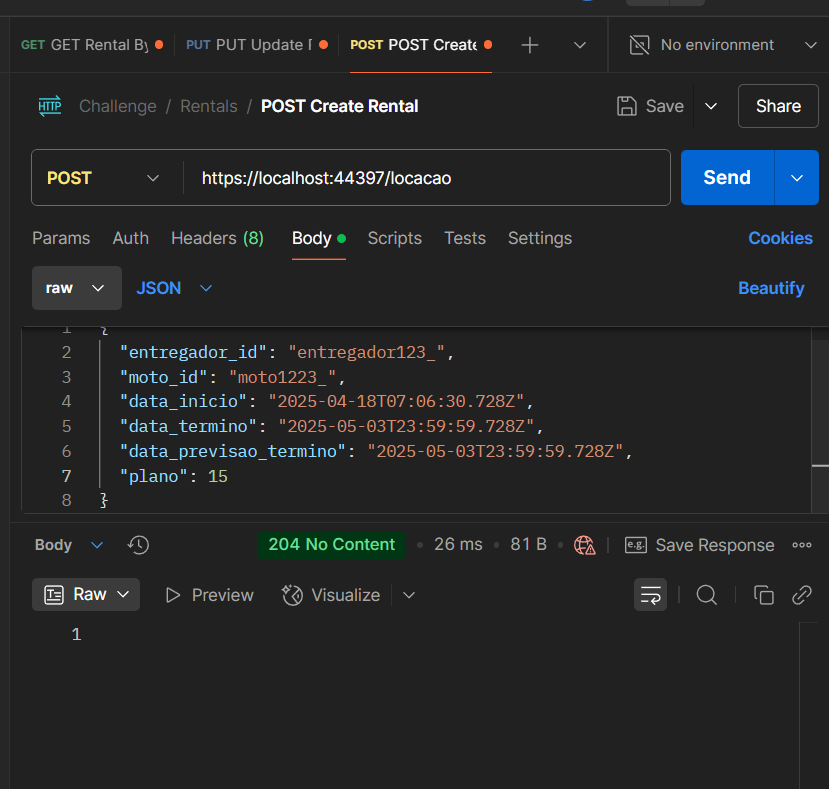 GET GET Rental By PUT PUT Update POST POST Create No environment
HTTP Challenge / Rentals / POST Create Rental Save Share
POST https://localhost:44397/locacao Send
Params Auth Headers (8) Body Scripts Tests Settings Cookies
raw JSON Beautify
1 {
2 "entregador_id": "entregador123_",
3 "moto_id": "moto1223_",
4 "data_inicio": "2025-04-18T07:06:30.728Z",
5 "data_termino": "2025-05-03T23:59:59.728Z",
6 "data_previsao_termino": "2025-05-03T23:59:59.728Z",
7 "plano": 15
8 }
Body 204 No Content • 26 ms • 81 B • e.g. Save Response
Raw Preview Visualize
1